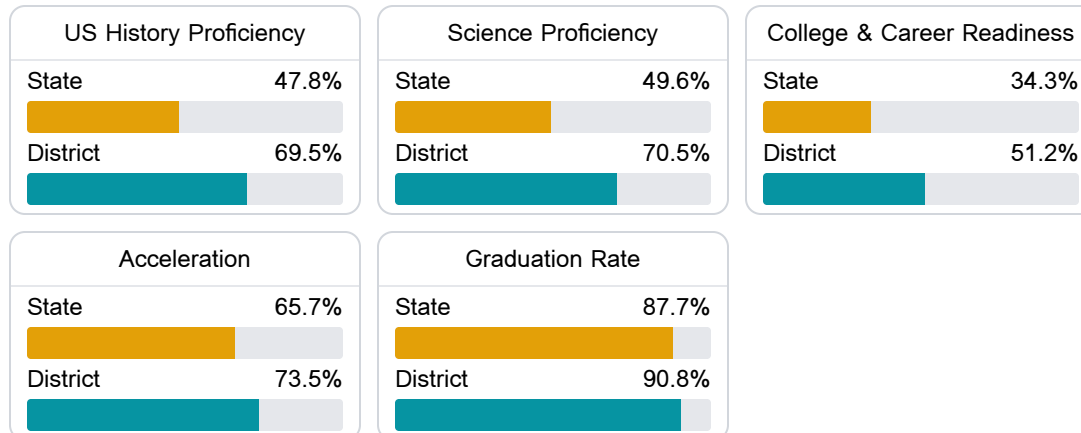 US History Proficiency
State 47.8%
District 69.5%
Science Proficiency
State 49.6%
District 70.5%
College & Career Readiness
State 34.3%
District 51.2%
Acceleration
State 65.7%
District 73.5%
Graduation Rate
State 87.7%
District 90.8%